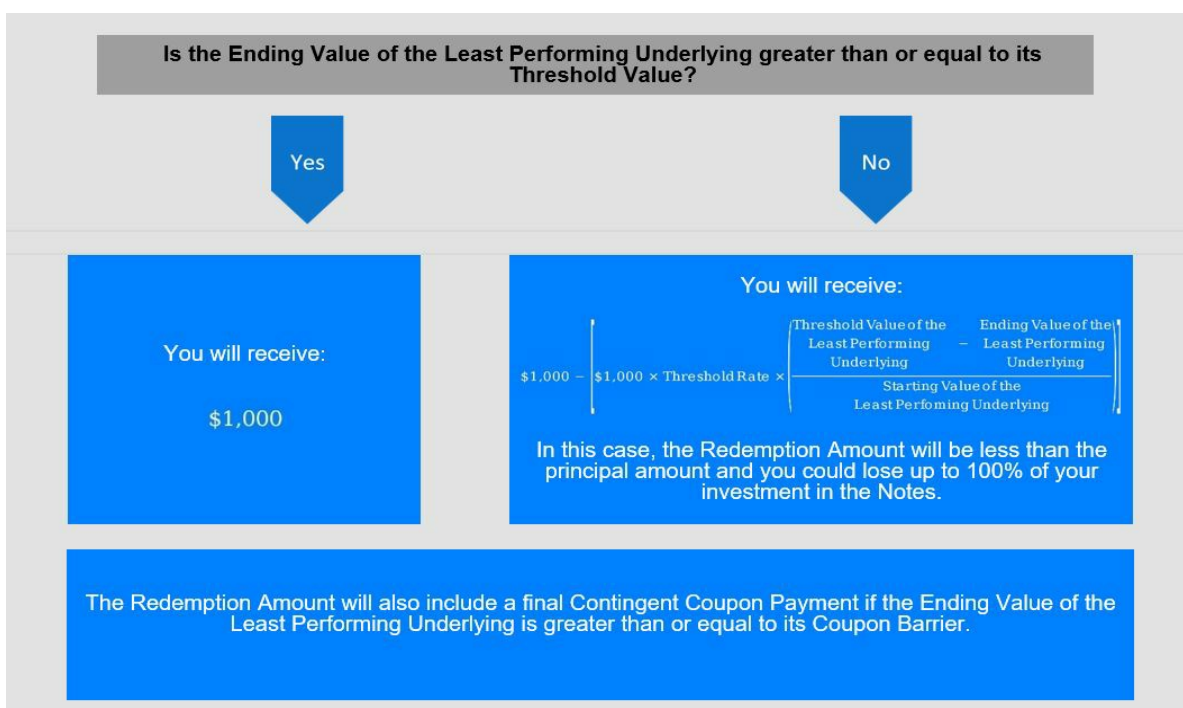 Is the Ending Value of the Least Performing Underlying greater than or equal to its
Threshold Value?
Yes
No
You will receive:
$1,000
You will receive:
$1,000 − [$1,000 × Threshold Rate × (
Threshold Value of the
Least Performing
Underlying
−
Ending Value of the
Least Performing
Underlying
Starting Value of the
Least Perfoming Underlying
)]
In this case, the Redemption Amount will be less than the
principal amount and you could lose up to 100% of your
investment in the Notes.
The Redemption Amount will also include a final Contingent Coupon Payment if the Ending Value of the
Least Performing Underlying is greater than or equal to its Coupon Barrier.